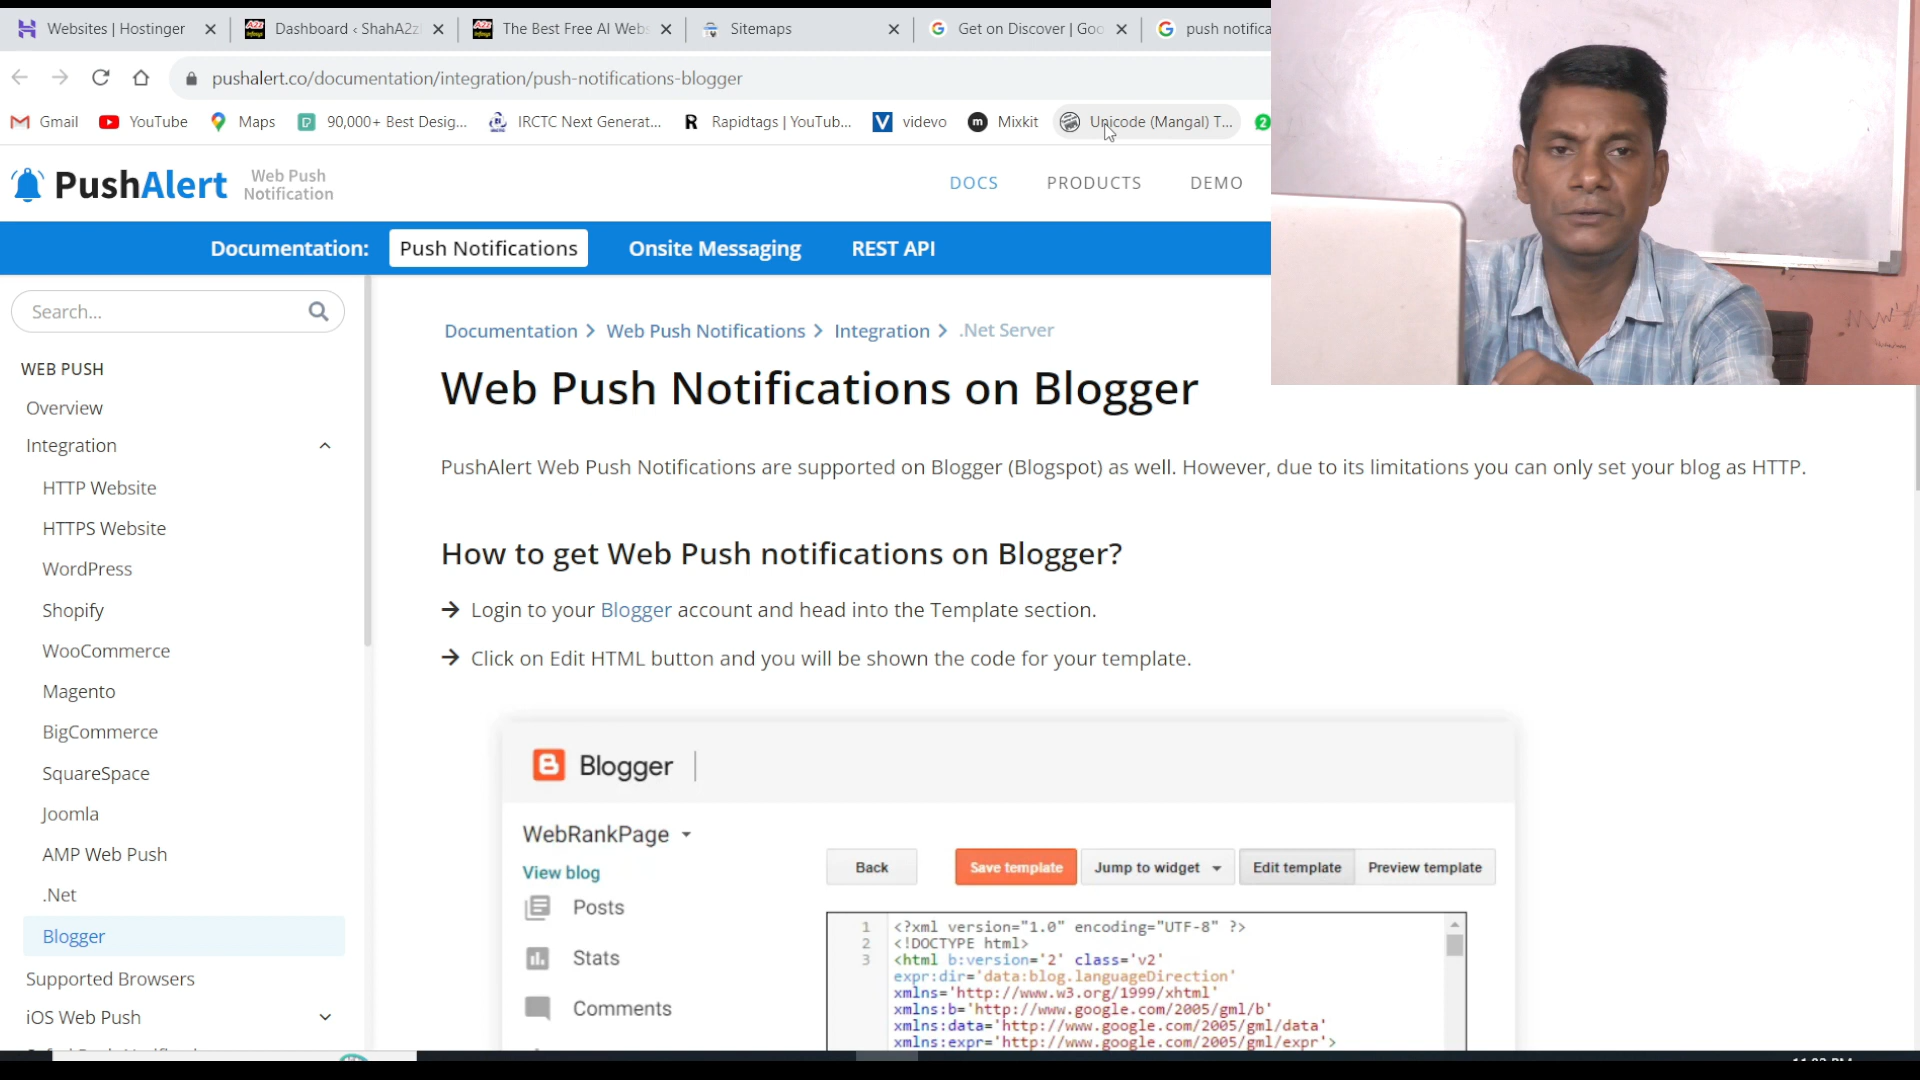 Websites | Hostinger
Dashboard ‹ ShahA2z
The Best Free AI Webs
Sitemaps
Get on Discover | Goo
push notifica
pushalert.co/documentation/integration/push-notifications-blogger
Gmail
YouTube
Maps
90,000+ Best Desig...
IRCTC Next Generat...
Rapidtags | YouTub...
videvo
Mixkit
Unicode (Mangal) T...
2
PushAlert
Web Push
Notification
DOCS
PRODUCTS
DEMO
Documentation:
Push Notifications
Onsite Messaging
REST API
Search...
WEB PUSH
Overview
Integration
HTTP Website
HTTPS Website
WordPress
Shopify
WooCommerce
Magento
BigCommerce
SquareSpace
Joomla
AMP Web Push
.Net
Blogger
Supported Browsers
iOS Web Push
Documentation > Web Push Notifications > Integration > .Net Server
Web Push Notifications on Blogger
PushAlert Web Push Notifications are supported on Blogger (Blogspot) as well. However, due to its limitations you can only set your blog as HTTP.
How to get Web Push notifications on Blogger?
→ Login to your Blogger account and head into the Template section.
→ Click on Edit HTML button and you will be shown the code for your template.
Blogger
WebRankPage
View blog
Posts
Stats
Comments
Back
Save template
Jump to widget
Edit template
Preview template
1 <?xml version="1.0" encoding="UTF-8" ?>
2 <!DOCTYPE html>
3 <html b:version='2' class='v2'
expr:dir='data:blog.languageDirection'
xmlns='http://www.w3.org/1999/xhtml'
xmlns:b='http://www.google.com/2005/gml/b'
xmlns:data='http://www.google.com/2005/gml/data'
xmlns:expr='http://www.google.com/2005/gml/expr'>